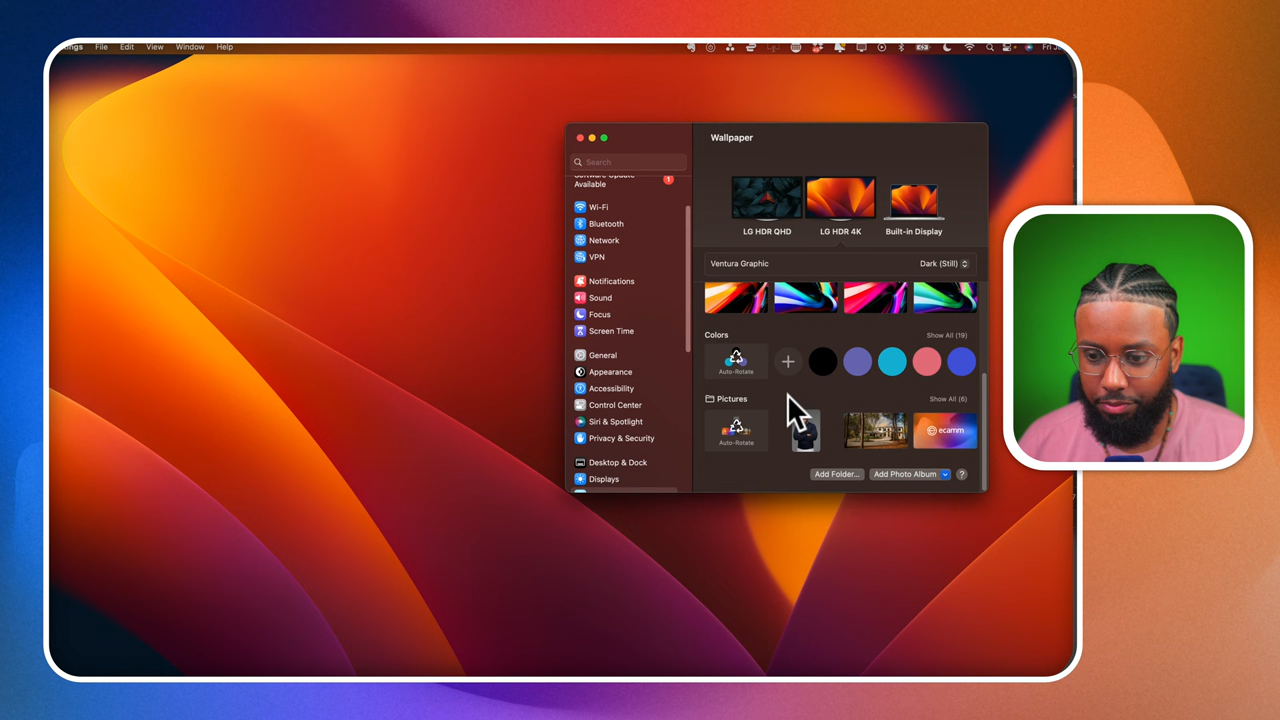 ngs File Edit View Window Help
Wallpaper
Search
Software Update
Available
1
Wi-Fi
Bluetooth
Network
VPN
Notifications
Sound
Focus
Screen Time
General
Appearance
Accessibility
Control Center
Siri & Spotlight
Privacy & Security
Desktop & Dock
Displays
LG HDR QHD
LG HDR 4K
Built-in Display
Ventura Graphic
Dark (Still)
Colors
Show All (19)
Auto-Rotate
Pictures
Show All (6)
Auto-Rotate
ecamm
Add Folder...
Add Photo Album
?